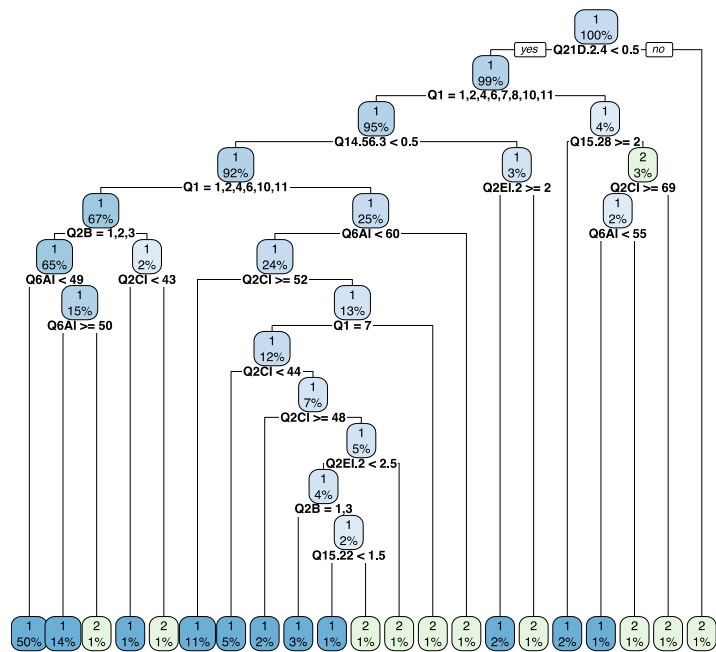 1
100%
yes Q21D.2.4 < 0.5 no
1
99%
Q1 = 1,2,4,6,7,8,10,11
1
95%
1
4%
Q14.56.3 < 0.5
Q15.28 >= 2
1
92%
1
3%
2
3%
Q1 = 1,2,4,6,10,11
Q2EI.2 >= 2
Q2CI >= 69
1
67%
1
25%
1
2%
Q2B = 1,2,3
Q6AI < 60
Q6AI < 55
1
65%
1
2%
1
24%
Q6AI < 49
Q2CI < 43
Q2CI >= 52
1
15%
1
13%
Q6AI >= 50
Q1 = 7
1
12%
Q2CI < 44
1
7%
Q2CI >= 48
1
5%
Q2EI.2 < 2.5
1
4%
Q2B = 1,3
1
2%
Q15.22 < 1.5
1 1 2 1 2 1 1 1 1 1 2 2 2 2 1 2 1 1 2 2 2
50% 14% 1% 1% 1% 11% 5% 2% 3% 1% 1% 1% 1% 1% 2% 1% 2% 1% 1% 1% 1%